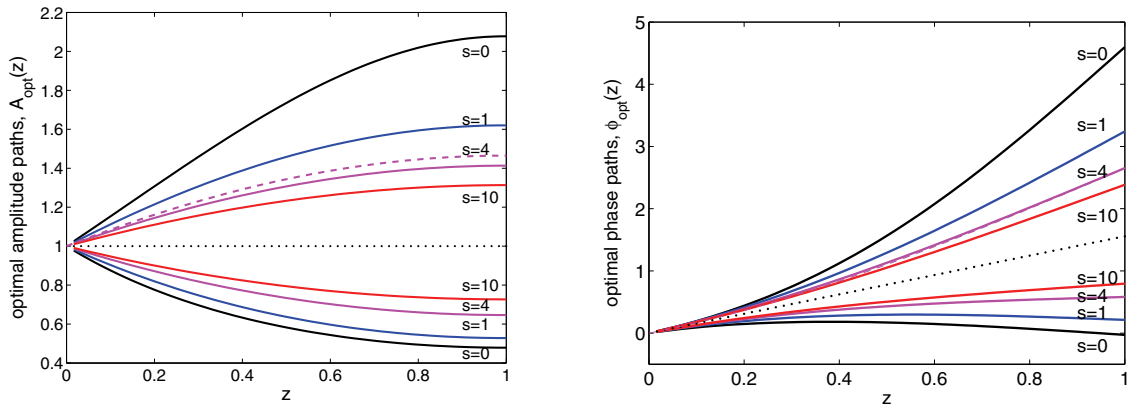 2.2
2
1.8
1.6
1.4
1.2
1
0.8
0.6
0.4
optimal amplitude paths, A_opt(z)
s=0
s=1
s=4
s=10
s=10
s=4
s=1
s=0
0
0.2
0.4
0.6
0.8
1
z
5
4
3
2
1
0
optimal phase paths, ϕ_opt(z)
s=0
s=1
s=4
s=10
s=10
s=4
s=1
s=0
0
0.2
0.4
0.6
0.8
1
z